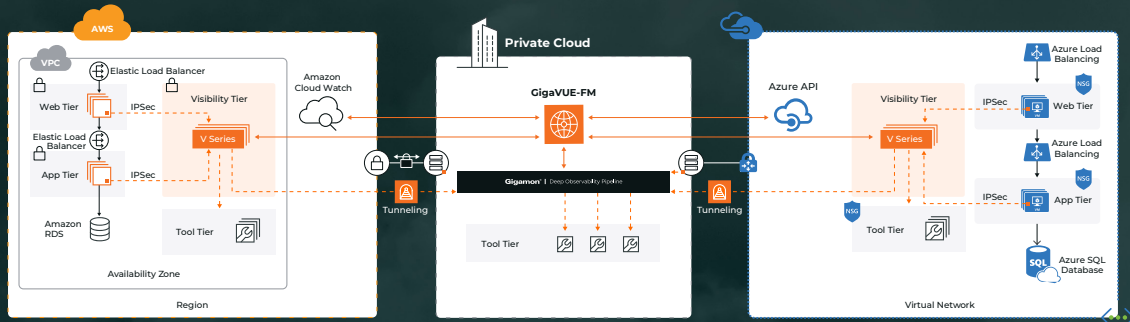 AWS
VPC
Elastic Load Balancer
Web Tier
IPSec
Elastic Load
Balancer
App Tier
IPSec
Amazon
RDS
Visibility Tier
V Series
Tool Tier
Availability Zone
Region
Amazon
Cloud Watch
Tunneling
Private Cloud
GigaVUE-FM
Gigamon® | Deep Observability Pipeline
Tool Tier
Tunneling
Azure API
Visibility Tier
V Series
NSG
Tool Tier
Azure Load
Balancing
NSG
IPSec
VM
Web Tier
Azure Load
Balancing
NSG
IPSec
VM
App Tier
SQL
Azure SQL
Database
Virtual Network